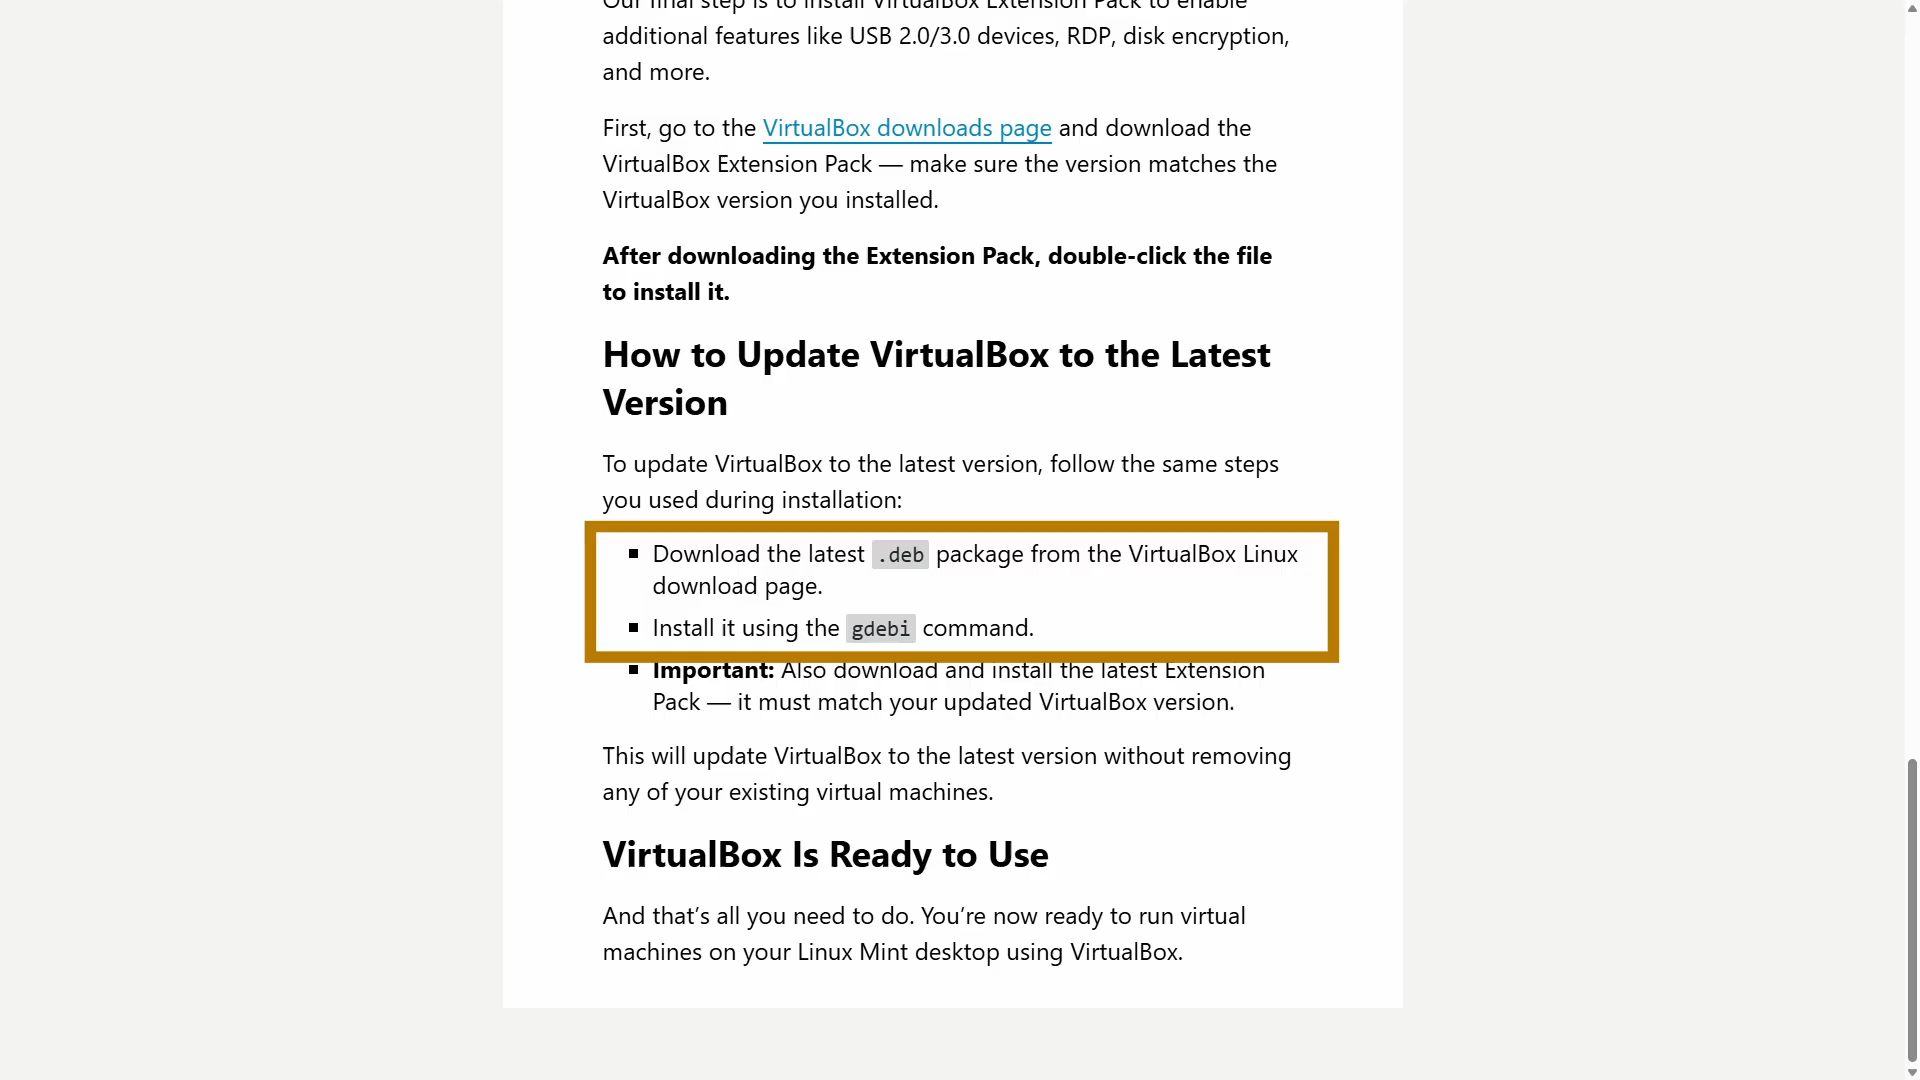 Our final step is to install VirtualBox Extension Pack to enable
additional features like USB 2.0/3.0 devices, RDP, disk encryption,
and more.
First, go to the VirtualBox downloads page and download the
VirtualBox Extension Pack — make sure the version matches the
VirtualBox version you installed.
After downloading the Extension Pack, double-click the file
to install it.
How to Update VirtualBox to the Latest
Version
To update VirtualBox to the latest version, follow the same steps
you used during installation:
Download the latest .deb package from the VirtualBox Linux
download page.
Install it using the gdebi command.
Important: Also download and install the latest Extension
Pack — it must match your updated VirtualBox version.
This will update VirtualBox to the latest version without removing
any of your existing virtual machines.
VirtualBox Is Ready to Use
And that’s all you need to do. You’re now ready to run virtual
machines on your Linux Mint desktop using VirtualBox.